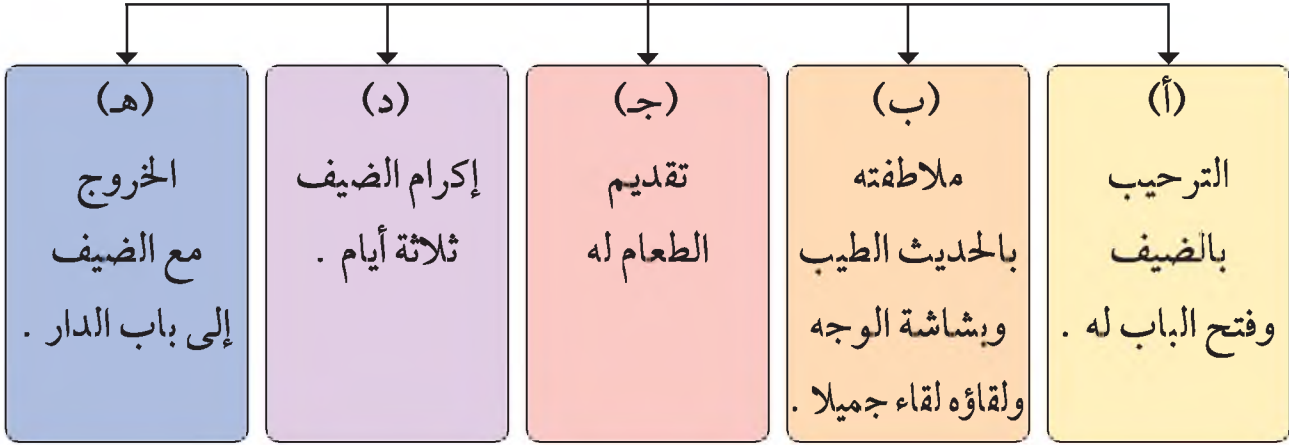 (أ)
الترحيب
بالضيف
وفتح الباب له .
(ب)
ملاطفته
بالحديث الطيب
وبشاشة الوجه
ولقاؤه لقاء جميلا .
(جـ)
تقديم
الطعام له
(د)
إكرام الضيف
ثلاثة أيام .
(هـ)
الخروج
مع الضيف
إلى باب الدار .